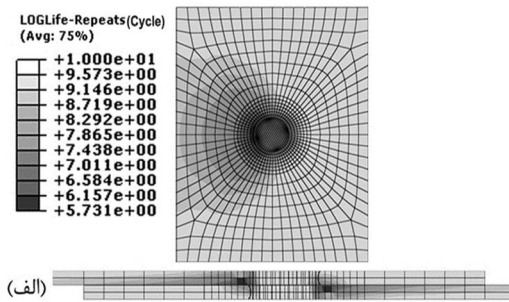 LOGLife-Repeats(Cycle)
(Avg: 75%)
+1.000e+01
+9.573e+00
+9.146e+00
+8.719e+00
+8.292e+00
+7.865e+00
+7.438e+00
+7.011e+00
+6.584e+00
+6.157e+00
+5.731e+00
(الف)